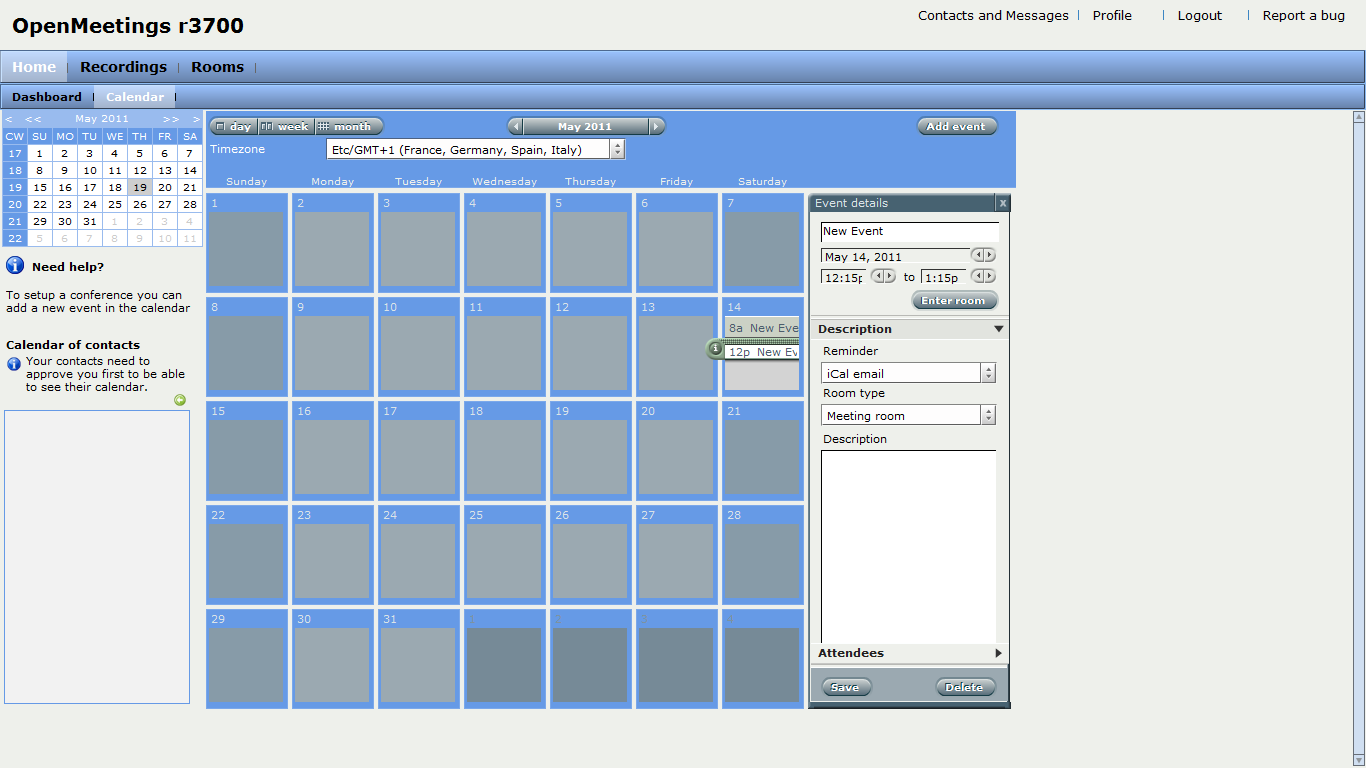 OpenMeetings r3700
Contacts and Messages
Profile
Logout
Report a bug
Home
Recordings
Rooms
Dashboard
Calendar
< << May 2011 >> >
CW SU MO TU WE TH FR SA
17 1 2 3 4 5 6 7
18 8 9 10 11 12 13 14
19 15 16 17 18 19 20 21
20 22 23 24 25 26 27 28
21 29 30 31 1 2 3 4
22 5 6 7 8 9 10 11
Need help?
To setup a conference you can
add a new event in the calendar
Calendar of contacts
Your contacts need to
approve you first to be able
to see their calendar.
day week month
May 2011
Add event
Timezone
Etc/GMT+1 (France, Germany, Spain, Italy)
Sunday Monday Tuesday Wednesday Thursday Friday Saturday
1 2 3 4 5 6 7
8 9 10 11 12 13 14
8a New Eve
12p New Ev
15 16 17 18 19 20 21
22 23 24 25 26 27 28
29 30 31
Event details
x
New Event
May 14, 2011
12:15p to 1:15p
Enter room
Description
Reminder
iCal email
Room type
Meeting room
Description
Attendees
Save
Delete